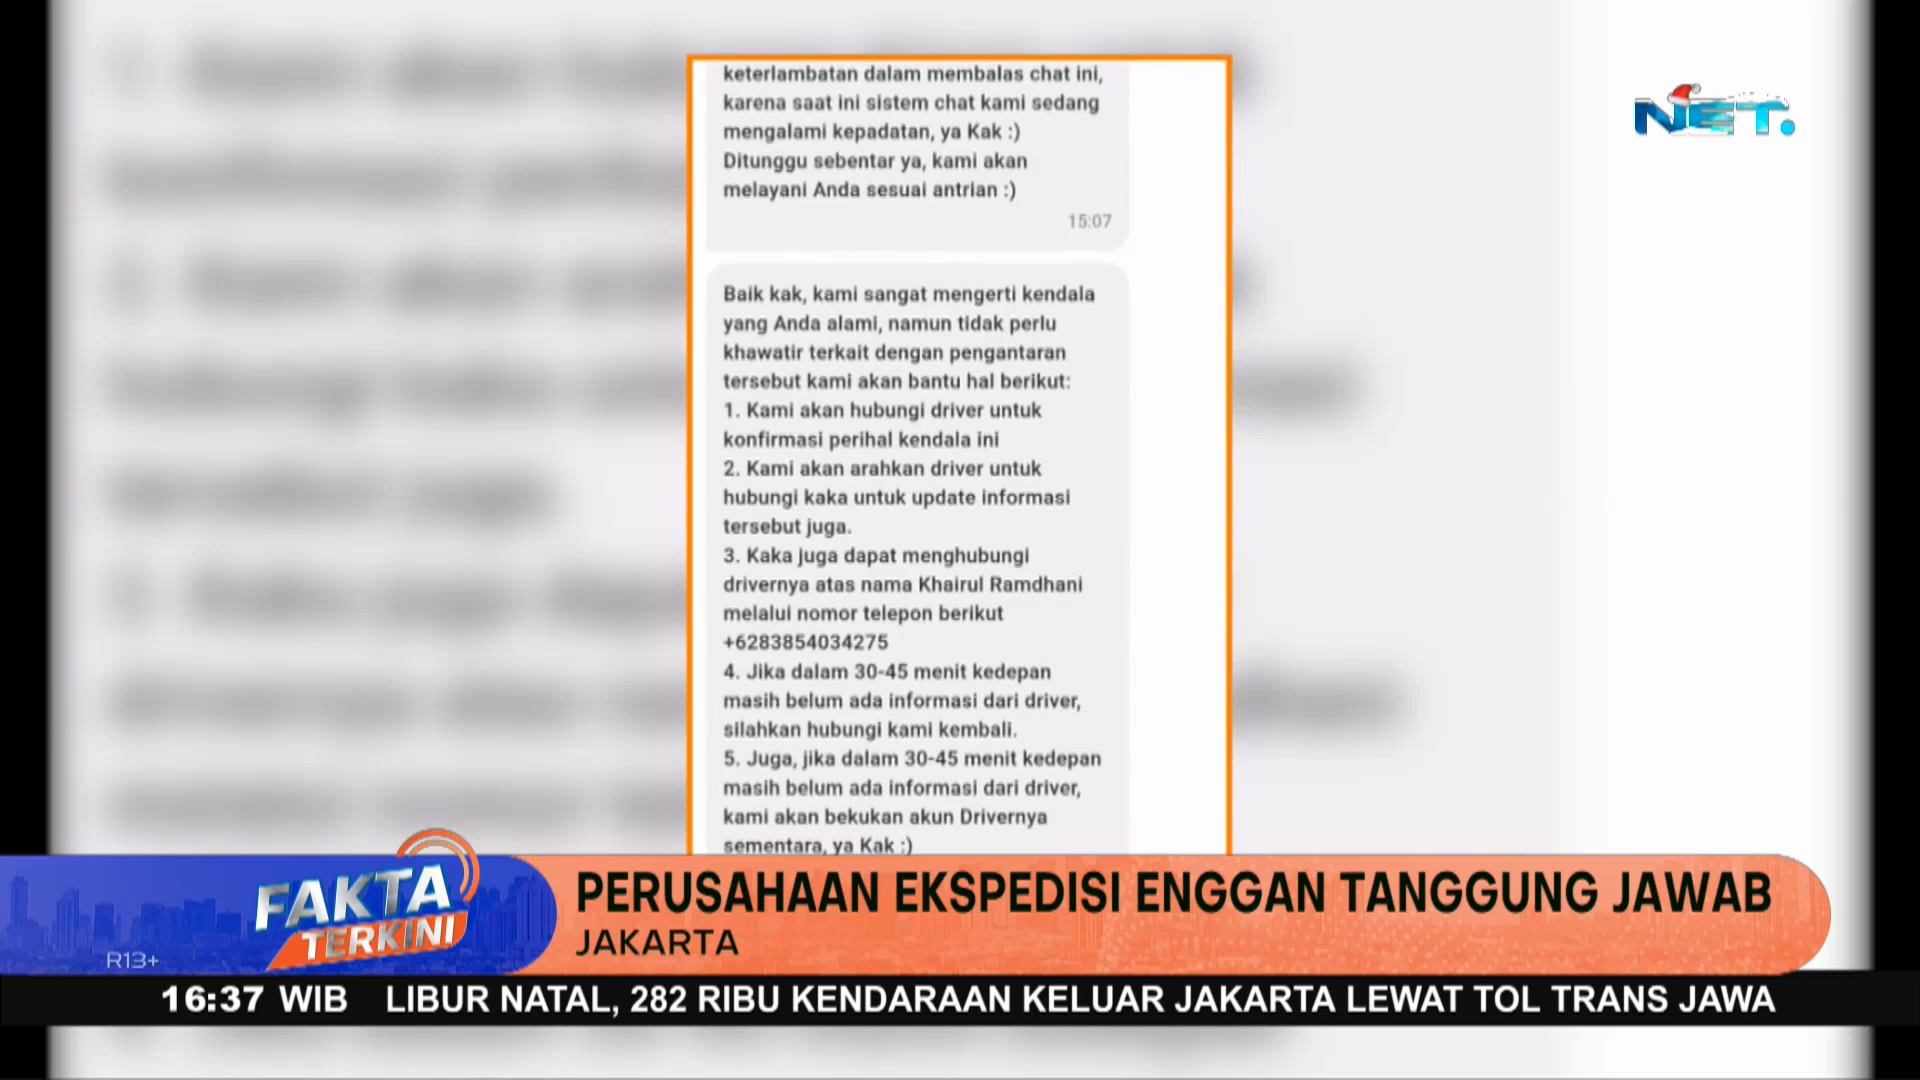 keterlambatan dalam membalas chat ini,
karena saat ini sistem chat kami sedang
mengalami kepadatan, ya Kak :)
Ditunggu sebentar ya, kami akan
melayani Anda sesuai antrian :)
15:07
Baik kak, kami sangat mengerti kendala
yang Anda alami, namun tidak perlu
khawatir terkait dengan pengantaran
tersebut kami akan bantu hal berikut:
1. Kami akan hubungi driver untuk
konfirmasi perihal kendala ini
2. Kami akan arahkan driver untuk
hubungi kaka untuk update informasi
tersebut juga.
3. Kaka juga dapat menghubungi
drivernya atas nama Khairul Ramdhani
melalui nomor telepon berikut
+6283854034275
4. Jika dalam 30-45 menit kedepan
masih belum ada informasi dari driver,
silahkan hubungi kami kembali.
5. Juga, jika dalam 30-45 menit kedepan
masih belum ada informasi dari driver,
kami akan bekukan akun Drivernya
sementara, ya Kak :)
NET.
FAKTA
TERKINI
R13+
PERUSAHAAN EKSPEDISI ENGGAN TANGGUNG JAWAB
JAKARTA
16:37 WIB LIBUR NATAL, 282 RIBU KENDARAAN KELUAR JAKARTA LEWAT TOL TRANS JAWA